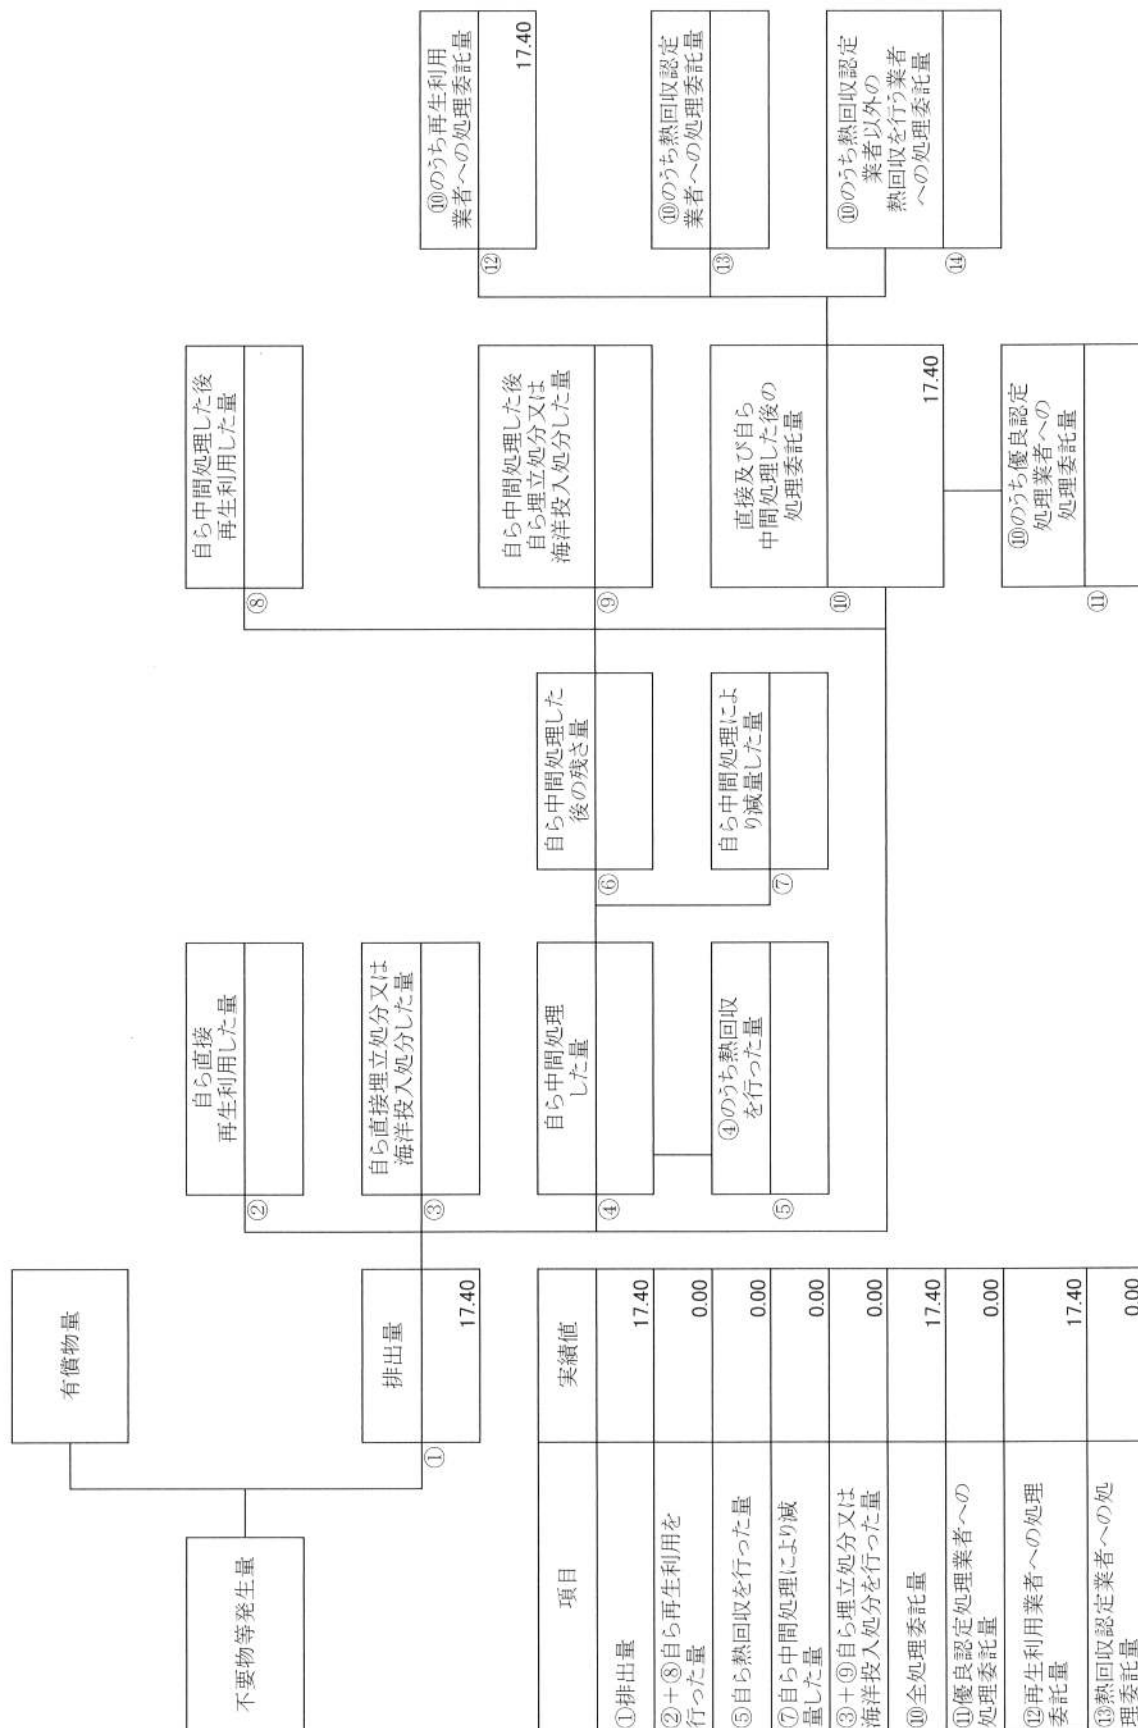 不要物等発生量
有償物量
①
排出量
17.40
②
自ら直接
再生利用した量
③
自ら直接埋立処分又は
海洋投入処分した量
④
自ら中間処理
した量
⑤
④のうち熱回収
を行った量
⑥
自ら中間処理した
後の残さ量
⑦
自ら中間処理によ
り減量した量
⑧
自ら中間処理した後
再生利用した量
⑨
自ら中間処理した後
自ら埋立処分又は
海洋投入処分した量
⑩
直接及び自ら
中間処理した後の
処理委託量
17.40
⑪
⑩のうち優良認定
処理業者への
処理委託量
⑫
⑩のうち再生利用
業者への処理委託量
17.40
⑬
⑩のうち熱回収認定
業者への処理委託量
⑭
⑩のうち熱回収認定
業者以外の
熱回収を行う業者
への処理委託量
項目 実績値
①排出量 17.40
②+⑧自ら再生利用を
行った量 0.00
⑤自ら熱回収を行った量 0.00
⑦自ら中間処理により減
量した量 0.00
③+⑨自ら埋立処分又は
海洋投入処分を行った量 0.00
⑩全処理委託量 17.40
⑪優良認定処理業者への
処理委託量 0.00
⑫再生利用業者への処理
委託量 17.40
⑬熱回収認定業者への処
理委託量 0.00